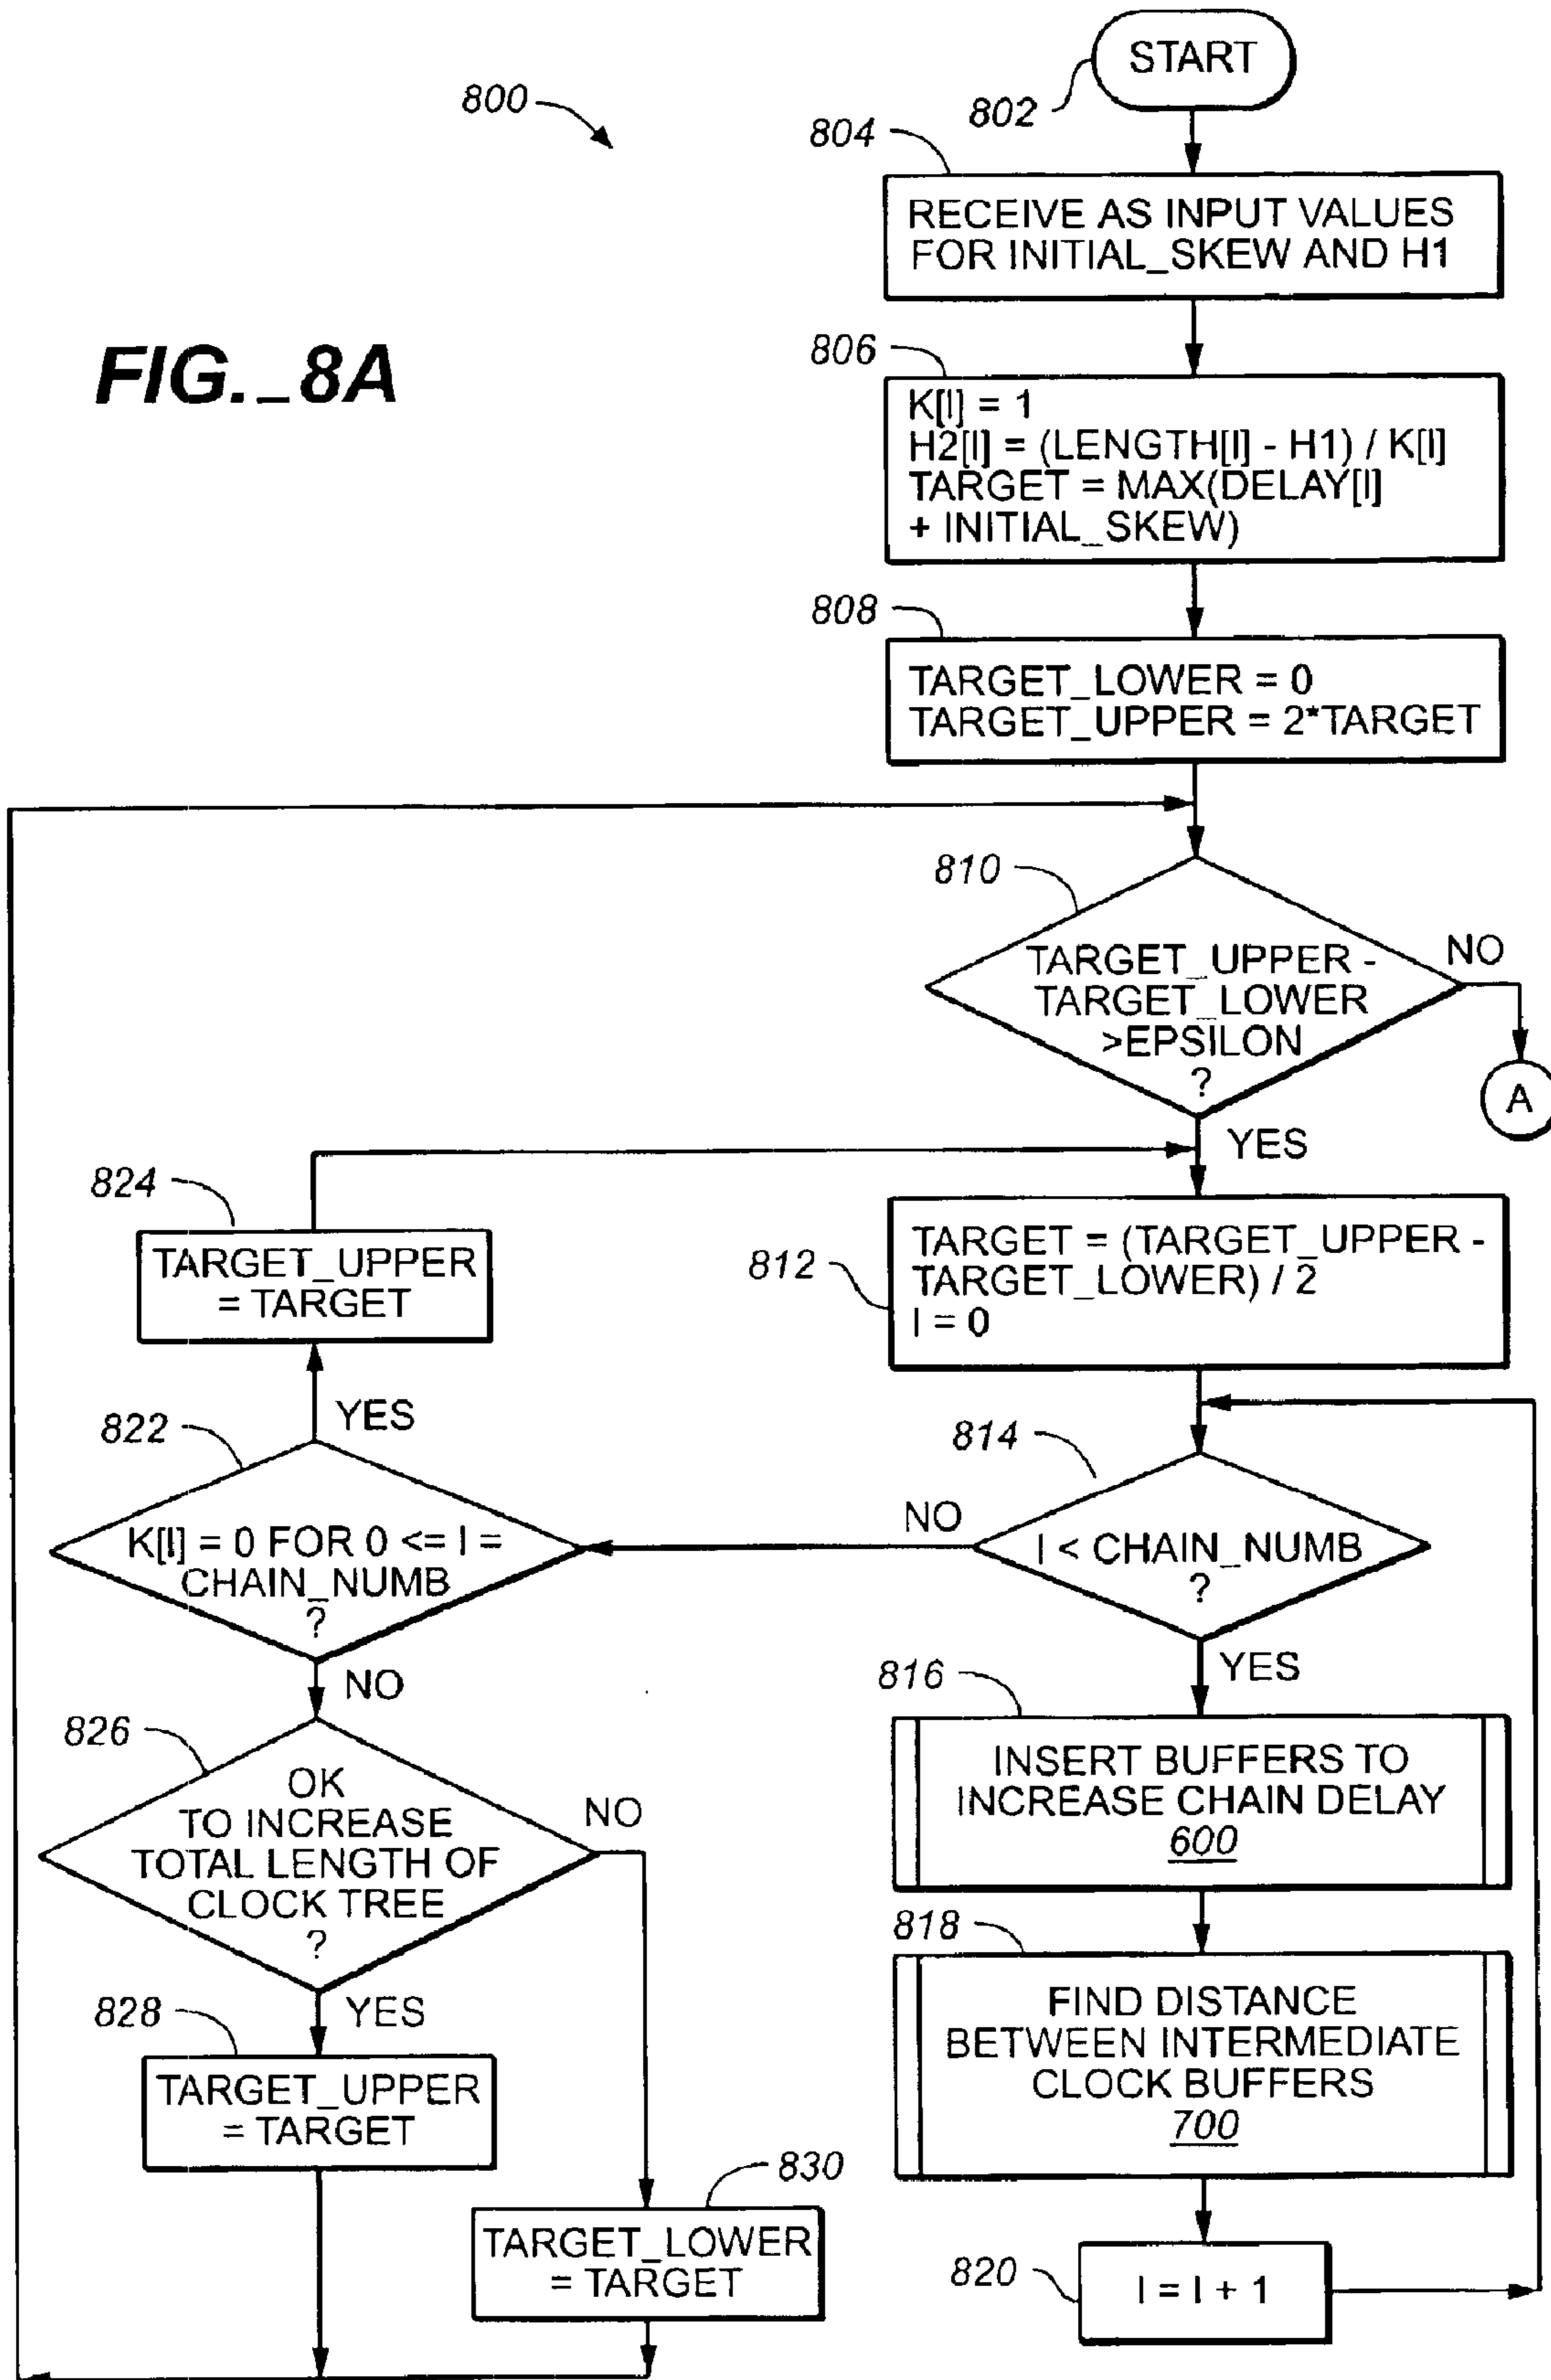 800
802
START
804
RECEIVE AS INPUT VALUES
FOR INITIAL_SKEW AND H1
FIG._8A
806
K[I] = 1
H2[I] = (LENGTH[I] - H1) / K[I]
TARGET = MAX(DELAY[I]
+ INITIAL_SKEW)
808
TARGET_LOWER = 0
TARGET_UPPER = 2*TARGET
810
TARGET_UPPER -
TARGET_LOWER
>EPSILON
?
NO
A
YES
824
TARGET_UPPER
= TARGET
812
TARGET = (TARGET_UPPER -
TARGET_LOWER) / 2
I = 0
YES
822
K[I] = 0 FOR 0 <= I =
CHAIN_NUMB
?
NO
814
I < CHAIN_NUMB
?
NO
YES
826
OK
TO INCREASE
TOTAL LENGTH OF
CLOCK TREE
?
NO
816
INSERT BUFFERS TO
INCREASE CHAIN DELAY
600
818
FIND DISTANCE
BETWEEN INTERMEDIATE
CLOCK BUFFERS
700
YES
828
TARGET_UPPER
= TARGET
830
TARGET_LOWER
= TARGET
820
I = I + 1